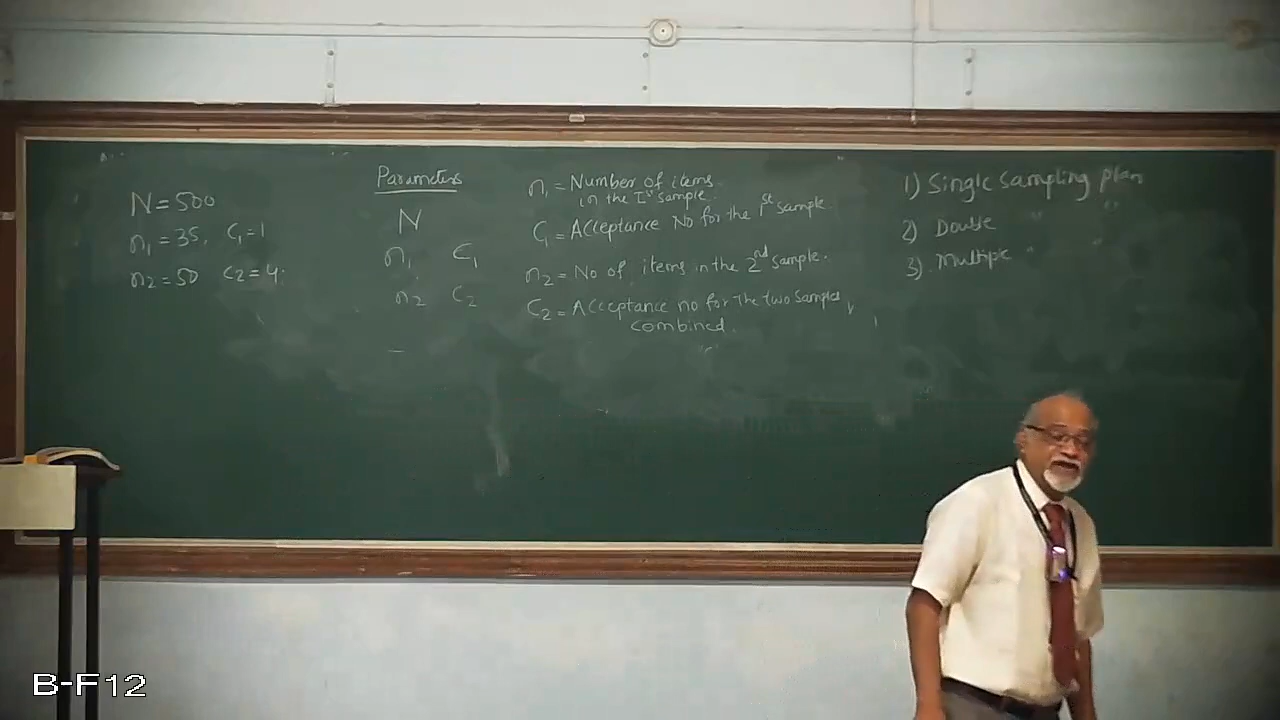 N = 500
n₁ = 35, C₁ = 1
n₂ = 50 C₂ = 4;
Parameters
N
n₁ C₁
n₂ C₂
n₁ = Number of items
in the Iˢᵗ sample.
C₁ = Acceptance No for the 1ˢᵗ sample.
n₂ = No of items in the 2ⁿᵈ sample.
C₂ = Acceptance no for the two samples
combined.
1) Single sampling plan
2) Double " "
3) Multiple " "
B-F12